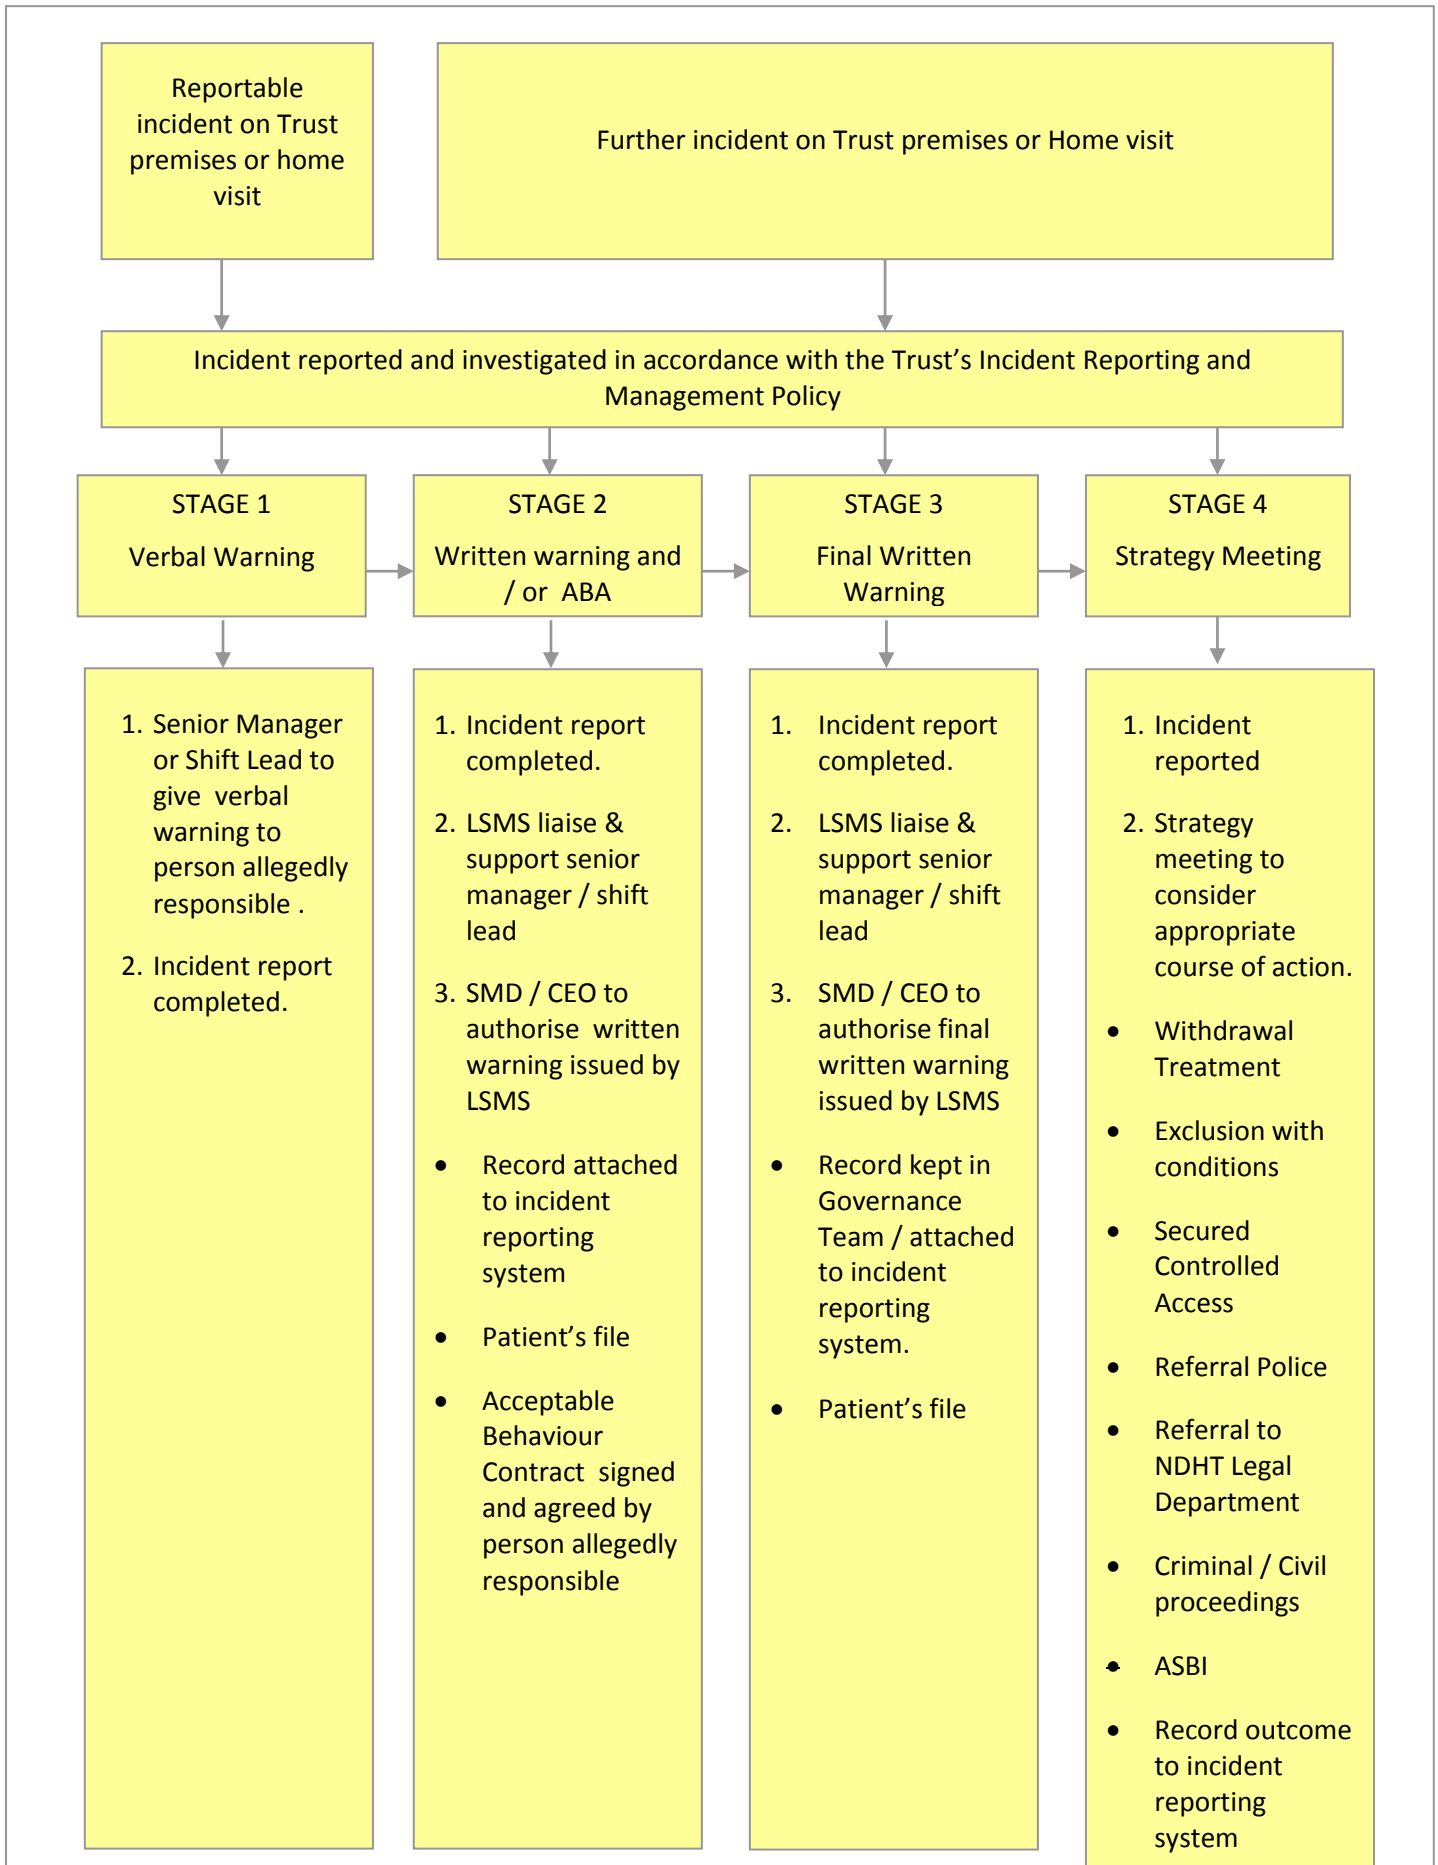 Reportable
incident on Trust
premises or home
visit
Further incident on Trust premises or Home visit
Incident reported and investigated in accordance with the Trust’s Incident Reporting and
Management Policy
STAGE 1
Verbal Warning
STAGE 2
Written warning and
/ or ABA
STAGE 3
Final Written
Warning
STAGE 4
Strategy Meeting
1. Senior Manager
or Shift Lead to
give verbal
warning to
person allegedly
responsible .
2. Incident report
completed.
1. Incident report
completed.
2. LSMS liaise &
support senior
manager / shift
lead
3. SMD / CEO to
authorise written
warning issued by
LSMS
• Record attached
to incident
reporting
system
• Patient’s file
• Acceptable
Behaviour
Contract signed
and agreed by
person allegedly
responsible
1. Incident report
completed.
2. LSMS liaise &
support senior
manager / shift
lead
3. SMD / CEO to
authorise final
written warning
issued by LSMS
• Record kept in
Governance
Team / attached
to incident
reporting
system.
• Patient’s file
1. Incident
reported
2. Strategy
meeting to
consider
appropriate
course of action.
• Withdrawal
Treatment
• Exclusion with
conditions
• Secured
Controlled
Access
• Referral Police
• Referral to
NDHT Legal
Department
• Criminal / Civil
proceedings
• ASBI
• Record outcome
to incident
reporting
system